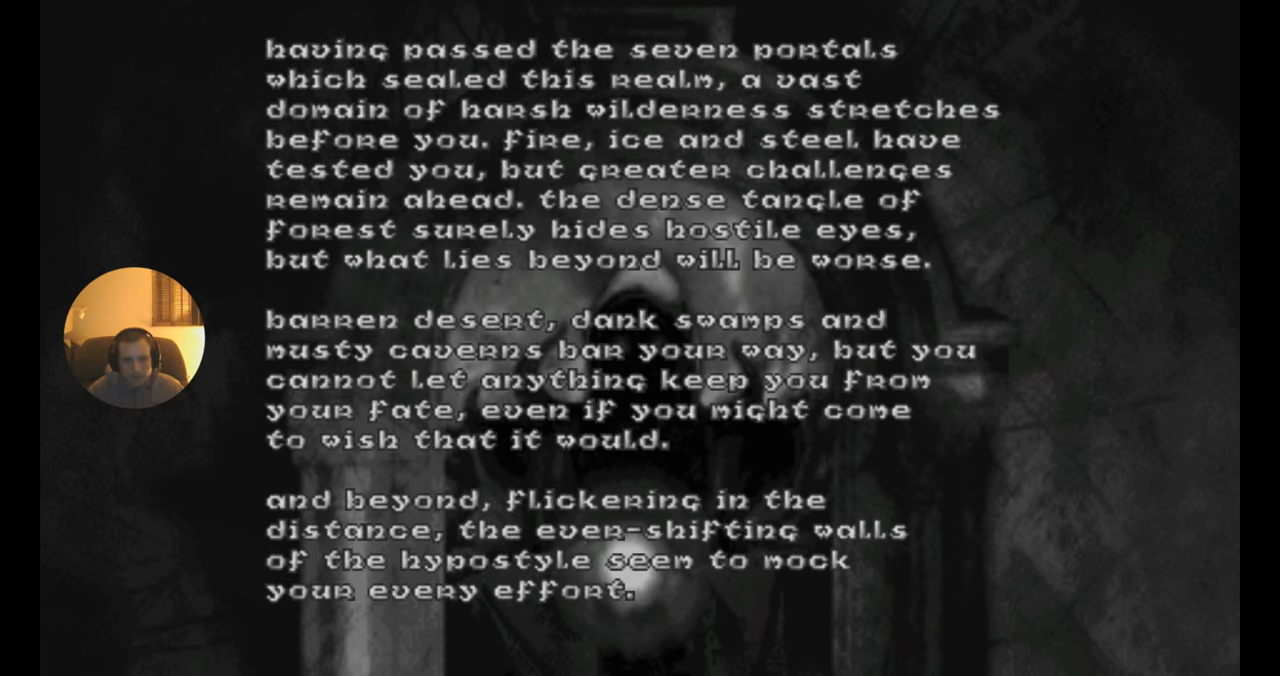 having passed the seven portals
which sealed this realm, a vast
domain of harsh wilderness stretches
before you. fire, ice and steel have
tested you, but greater challenges
remain ahead. the dense tangle of
forest surely hides hostile eyes,
but what lies beyond will be worse.
barren desert, dank swamps and
musty caverns bar your way, but you
cannot let anything keep you from
your fate, even if you might come
to wish that it would.
and beyond, flickering in the
distance, the ever-shifting walls
of the hypostyle seem to mock
your every effort.